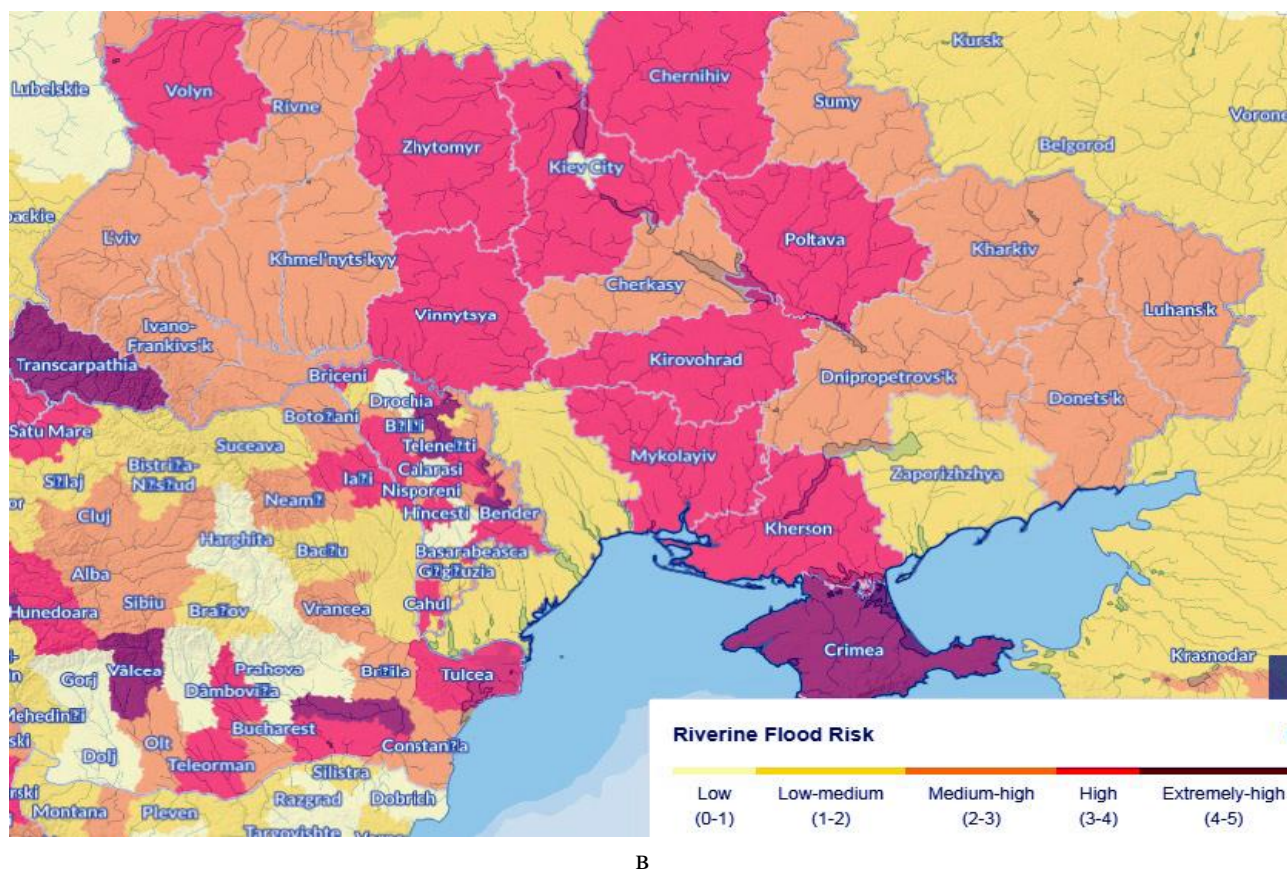 Kursk
Lubelskie
Volyn
Chernihiv
Rivne
Sumy
Vorone
Belgorod
Zhytomyr
Kiev City
packie
L'viv
Khmel'nyts'kyy
Poltava
Kharkiv
Cherkasy
Vinnytsya
Luhans'k
Ivano-
Frankivs'k
Transcarpathia
Kirovohrad
Briceni
Dnipropetrovs'k
Drochia
Donets'k
Boto?ani
B?l?i
Satu Mare
Suceava
Telene?ti
Mykolayiv
Bistri?a-
N?s?ud
S?laj
Ia?i
Calarasi
Zaporizhzhya
Nisporeni
Neam?
or
Cluj
Hincesti
Bender
Kherson
Harghita
Bac?u
Basarabeasca
G?g?uzia
Alba
Hunedoara
Sibiu
Bra?ov
Vrancea
Cahul
Crimea
Krasnodar
Vâlcea
Prahova
Br?ila
Tulcea
Gorj
Dâmbovi?a
Mehedin?i
Bucharest
Olt
Constan?a
Dolj
Teleorman
Silistra
Razgrad
Dobrich
Montana
Pleven
Targovishte
Riverine Flood Risk
Low Low-medium Medium-high High Extremely-high
(0-1) (1-2) (2-3) (3-4) (4-5)
в